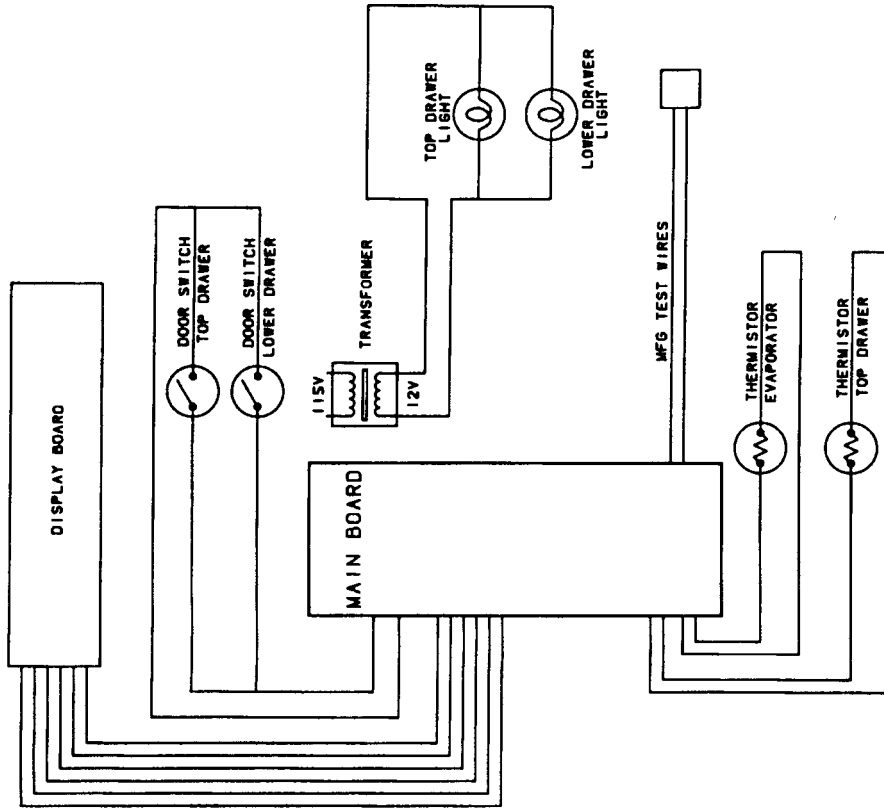 DISPLAY BOARD
DOOR SWITCH
TOP DRAWER
DOOR SWITCH
LOWER DRAWER
TRANSFORMER
115V
12V
TOP DRAWER
LIGHT
LOWER DRAWER
LIGHT
MAIN BOARD
MFG TEST WIRES
THERMISTOR
EVAPORATOR
THERMISTOR
TOP DRAWER